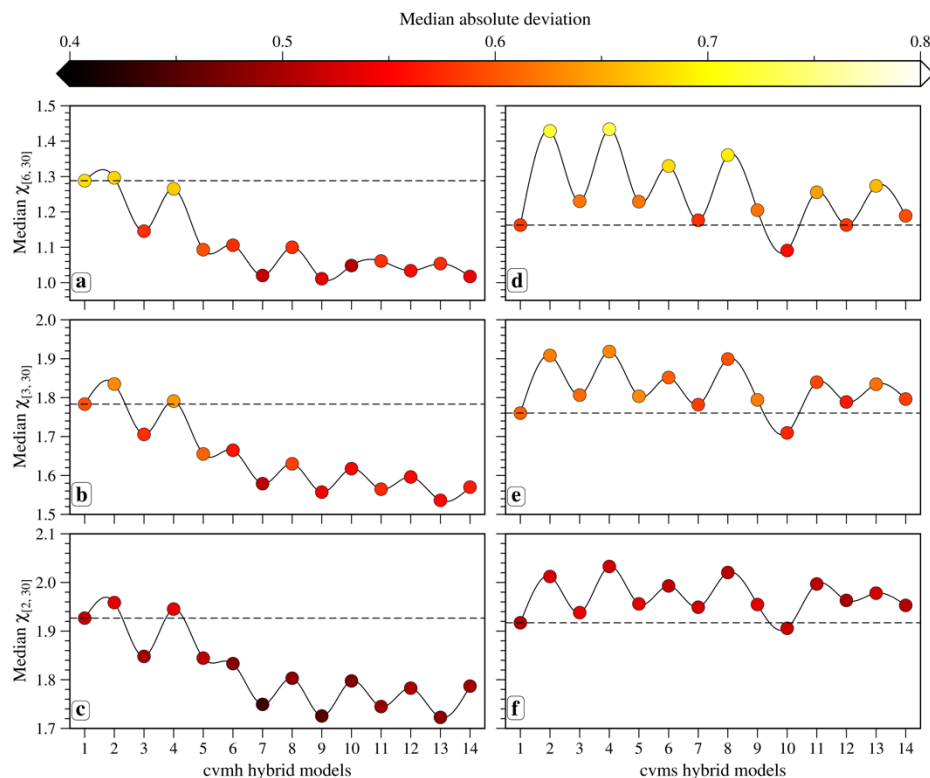 Median absolute deviation
0.4 0.5 0.6 0.7 0.8
1.5
1.4
1.3
1.2
1.1
1.0
Median χ[6, 30]
a
d
2.0
1.9
1.8
1.7
1.6
1.5
Median χ[3, 30]
b
e
2.1
2.0
1.9
1.8
1.7
Median χ[2, 30]
c
f
1 2 3 4 5 6 7 8 9 10 11 12 13 14
cvmh hybrid models
1 2 3 4 5 6 7 8 9 10 11 12 13 14
cvms hybrid models